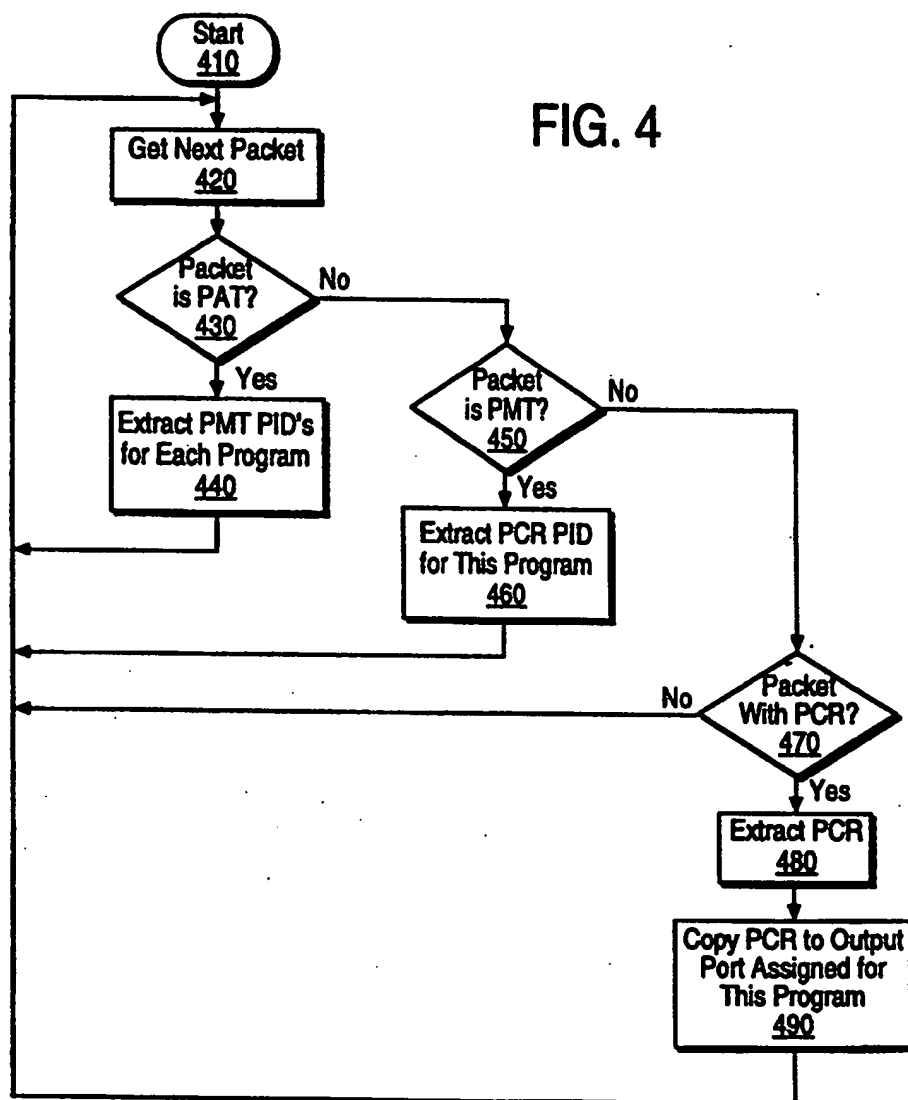 Start
410
FIG. 4
Get Next Packet
420
Packet
is PAT?
430
No
Yes
Extract PMT PID's
for Each Program
440
Packet
is PMT?
450
No
Yes
Extract PCR PID
for This Program
460
Packet
With PCR?
470
No
Yes
Extract PCR
480
Copy PCR to Output
Port Assigned for
This Program
490